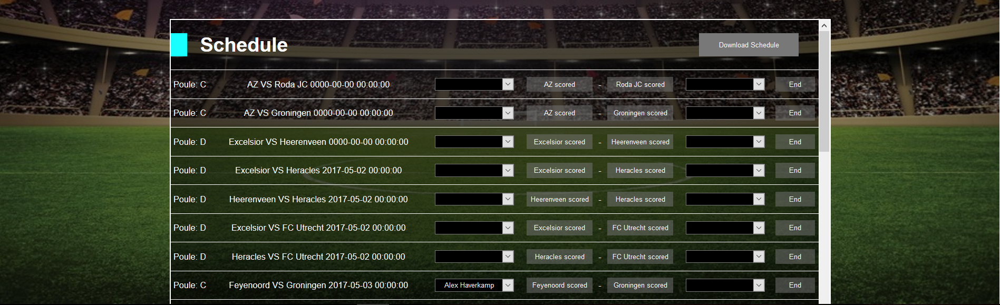 Schedule
Download Schedule
Poule: C AZ VS Roda JC 0000-00-00 00:00:00 AZ scored - Roda JC scored End
Poule: C AZ VS Groningen 0000-00-00 00:00:00 AZ scored - Groningen scored End
Poule: D Excelsior VS Heerenveen 0000-00-00 00:00:00 Excelsior scored - Heerenveen scored End
Poule: D Excelsior VS Heracles 2017-05-02 00:00:00 Excelsior scored - Heracles scored End
Poule: D Heerenveen VS Heracles 2017-05-02 00:00:00 Heerenveen scored - Heracles scored End
Poule: D Excelsior VS FC Utrecht 2017-05-02 00:00:00 Excelsior scored - FC Utrecht scored End
Poule: D Heracles VS FC Utrecht 2017-05-02 00:00:00 Heracles scored - FC Utrecht scored End
Poule: C Feyenoord VS Groningen 2017-05-03 00:00:00 Alex Haverkamp Feyenoord scored - Groningen scored End